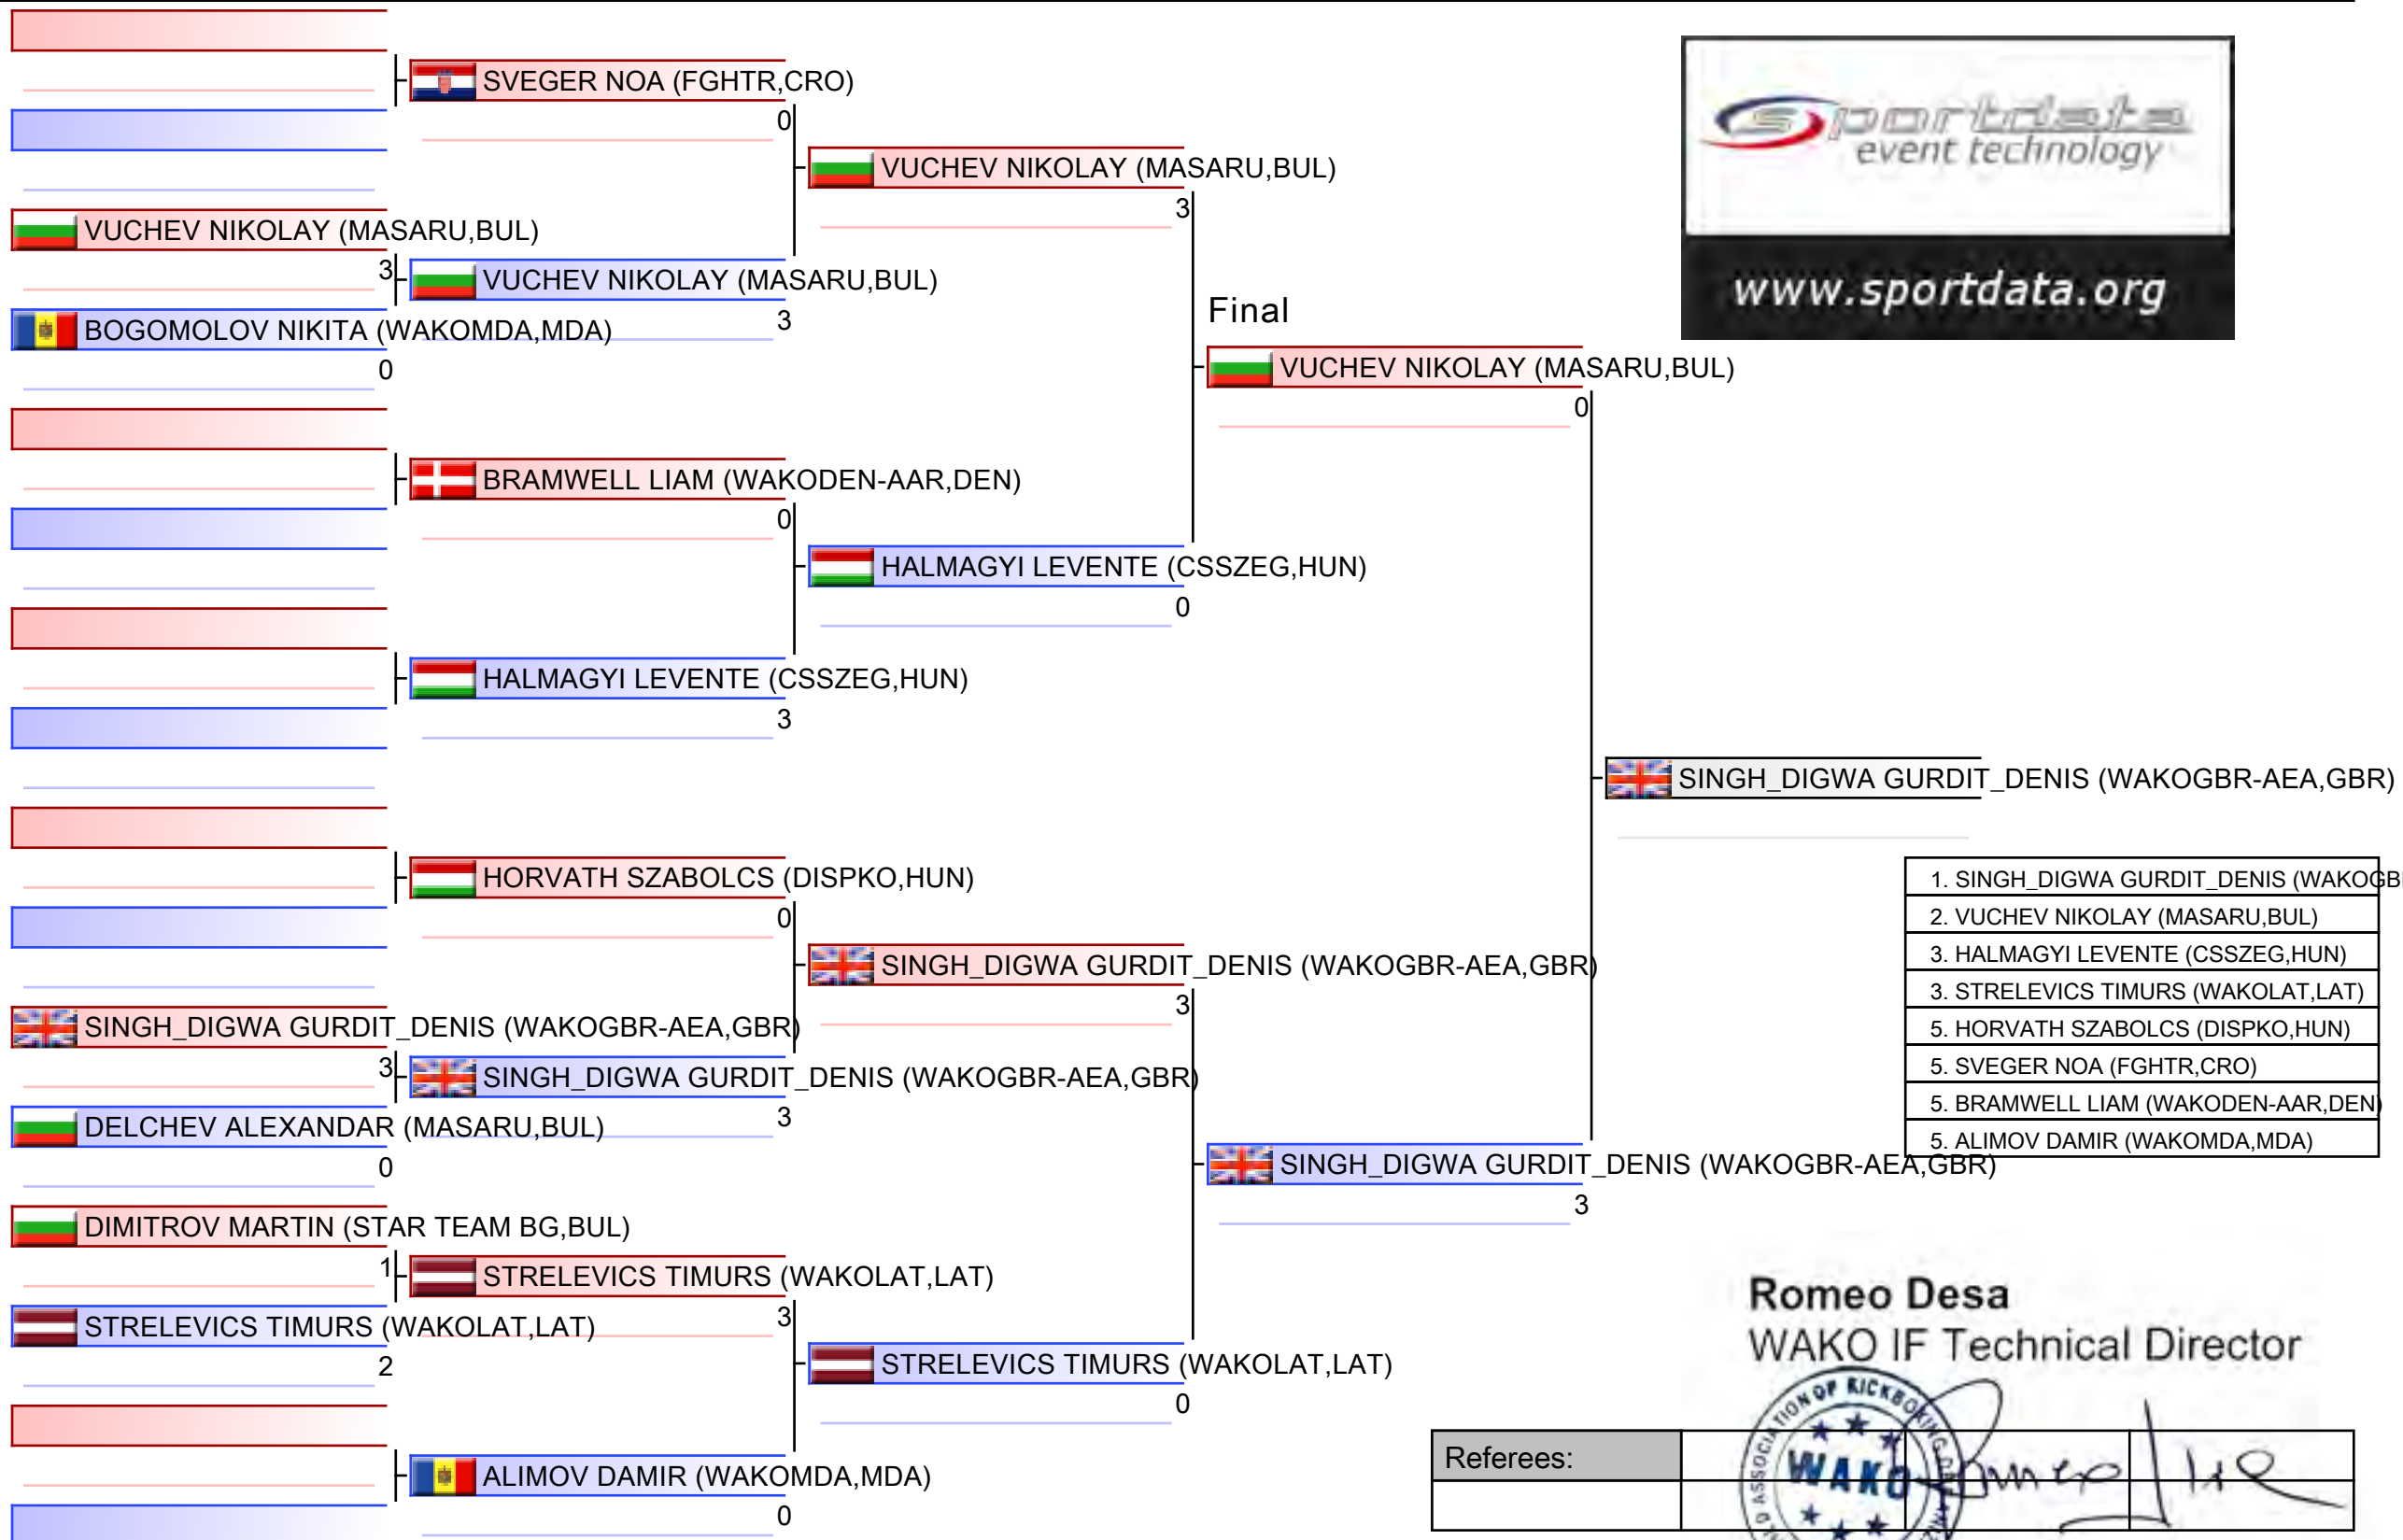 SVEGER NOA (FGHTR,CRO)
0
VUCHEV NIKOLAY (MASARU,BUL)
3
VUCHEV NIKOLAY (MASARU,BUL)
3
VUCHEV NIKOLAY (MASARU,BUL)
3
BOGOMOLOV NIKITA (WAKOMDA,MDA)
0
Final
VUCHEV NIKOLAY (MASARU,BUL)
0
BRAMWELL LIAM (WAKODEN-AAR,DEN)
0
HALMAGYI LEVENTE (CSSZEG,HUN)
0
HALMAGYI LEVENTE (CSSZEG,HUN)
3
SINGH_DIGWA GURDIT_DENIS (WAKOGBR-AEA,GBR)
HORVATH SZABOLCS (DISPKO,HUN)
0
SINGH_DIGWA GURDIT_DENIS (WAKOGBR-AEA,GBR)
3
SINGH_DIGWA GURDIT_DENIS (WAKOGBR-AEA,GBR)
3
SINGH_DIGWA GURDIT_DENIS (WAKOGBR-AEA,GBR)
3
DELCHEV ALEXANDAR (MASARU,BUL)
0
SINGH_DIGWA GURDIT_DENIS (WAKOGBR-AEA,GBR)
3
DIMITROV MARTIN (STAR TEAM BG,BUL)
1
STRELEVICS TIMURS (WAKOLAT,LAT)
3
STRELEVICS TIMURS (WAKOLAT,LAT)
2
STRELEVICS TIMURS (WAKOLAT,LAT)
0
ALIMOV DAMIR (WAKOMDA,MDA)
0
sportdata
event technology
www.sportdata.org
1. SINGH_DIGWA GURDIT_DENIS (WAKOGB
2. VUCHEV NIKOLAY (MASARU,BUL)
3. HALMAGYI LEVENTE (CSSZEG,HUN)
3. STRELEVICS TIMURS (WAKOLAT,LAT)
5. HORVATH SZABOLCS (DISPKO,HUN)
5. SVEGER NOA (FGHTR,CRO)
5. BRAMWELL LIAM (WAKODEN-AAR,DEN)
5. ALIMOV DAMIR (WAKOMDA,MDA)
Romeo Desa
WAKO IF Technical Director
Referees:
ASSOCIATION OF KICKBOXING
WAKO